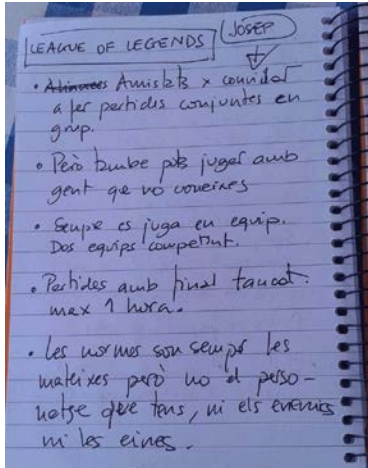 LEAGUE OF LEGENDS JOSEP
• Aliances Amistats x convidar
a fer partides conjuntes en
grup.
• Però tambe pots jugar amb
gent que no coneixes
• Sempre es juga en equip.
Dos equips competint.
• Partides amb final tancat.
max 1 hora.
• Les normes son sempre les
mateixes però no el perso-
natge que tens, ni els enemics
ni les eines.